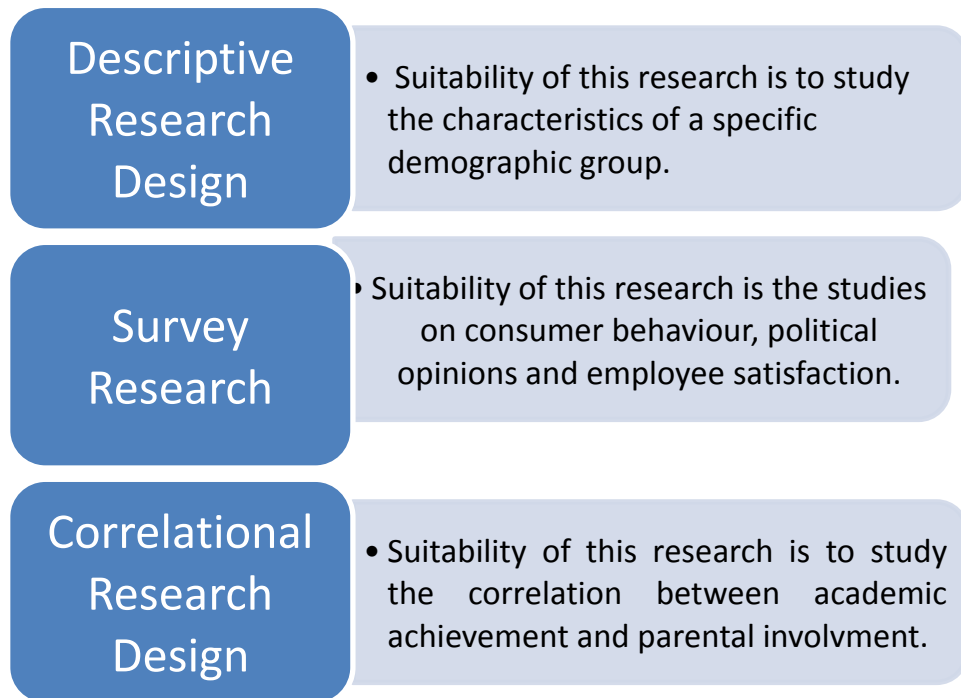 Descriptive
Research
Design
• Suitability of this research is to study
the characteristics of a specific
demographic group.
Survey
Research
• Suitability of this research is the studies
on consumer behaviour, political
opinions and employee satisfaction.
Correlational
Research
Design
• Suitability of this research is to study
the correlation between academic
achievement and parental involvment.